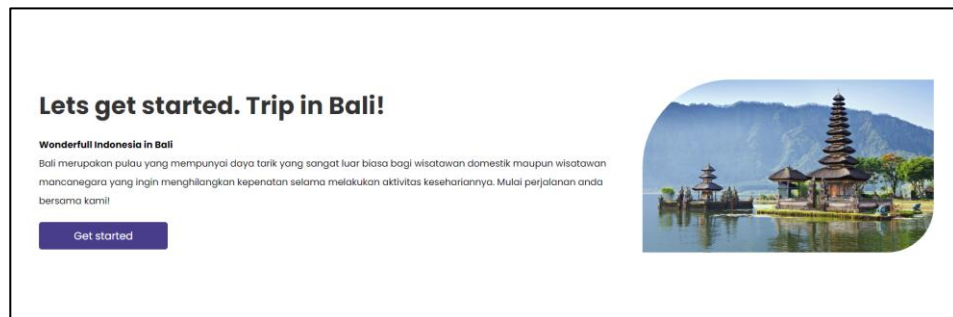 Lets get started. Trip in Bali!
Wonderfull Indonesia in Bali
Bali merupakan pulau yang mempunyai daya tarik yang sangat luar biasa bagi wisatawan domestik maupun wisatawan
mancanegara yang ingin menghilangkan kepenatan selama melakukan aktivitas kesehariannya. Mulai perjalanan anda
bersama kami!
Get started